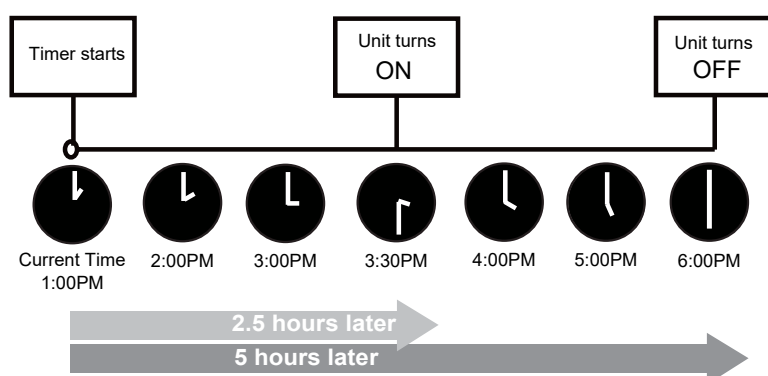 Timer starts
Unit turns
ON
Unit turns
OFF
Current Time
1:00PM
2:00PM
3:00PM
3:30PM
4:00PM
5:00PM
6:00PM
2.5 hours later
5 hours later